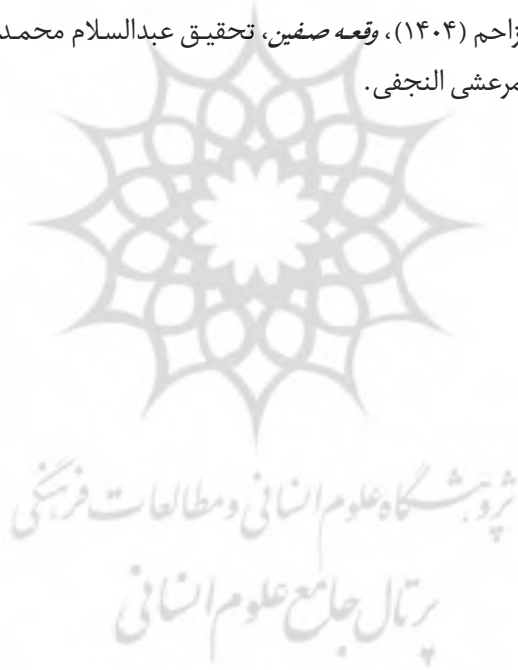 زاحم (۱۴۰۴)، وقعه صفین، تحقیق عبدالسلام محمد
مرعشی النجفی.
پژوهشگاه علوم انسانی و مطالعات فرهنگی
پرتال جامع علوم انسانی